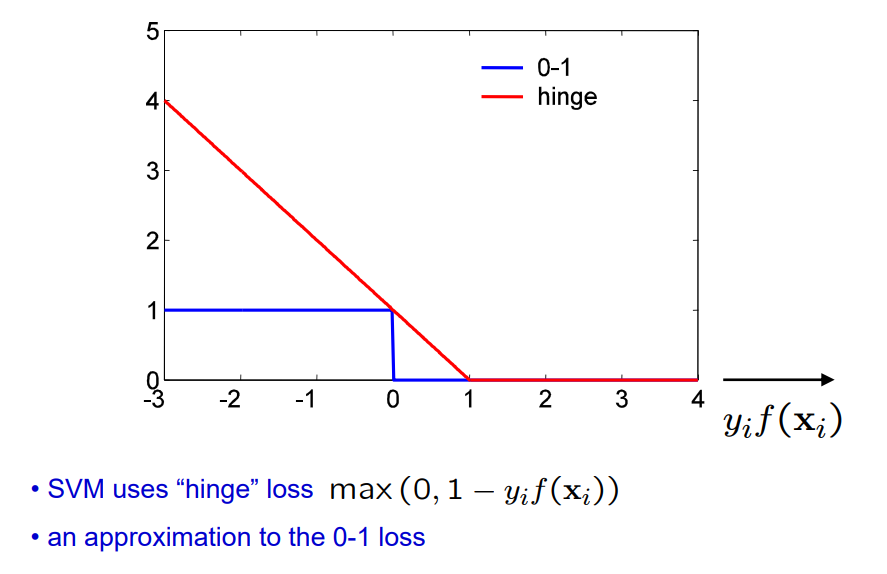 5
0-1
hinge
4
3
2
1
0
-3 -2 -1 0 1 2 3 4
yᵢf(𝐱ᵢ)
• SVM uses “hinge” loss max (0, 1 − yᵢf(𝐱ᵢ))
• an approximation to the 0-1 loss